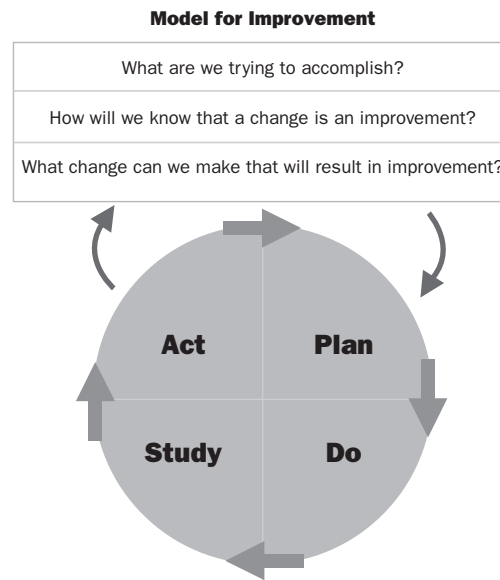 Model for Improvement
What are we trying to accomplish?
How will we know that a change is an improvement?
What change can we make that will result in improvement?
Act
Plan
Study
Do